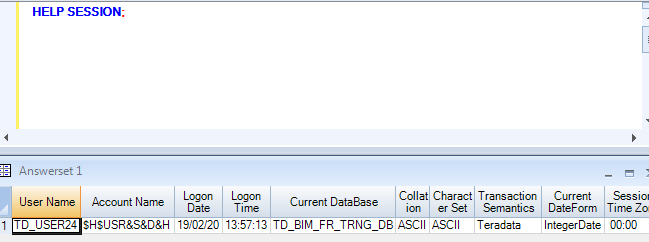 HELP SESSION;
Answerset 1
User Name Account Name Logon Date Logon Time Current DataBase Collation Character Set Transaction Semantics Current DateForm Session Time Zo
1 TD_USER24 $H$USR&S&D&H 19/02/20 13:57:13 TD_BIM_FR_TRNG_DB ASCII ASCII Teradata IntegerDate 00:00